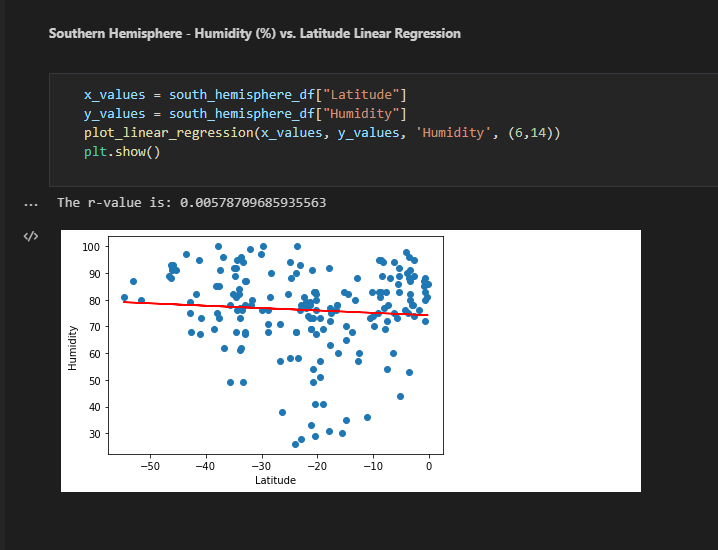 Southern Hemisphere - Humidity (%) vs. Latitude Linear Regression
x_values = south_hemisphere_df["Latitude"]
y_values = south_hemisphere_df["Humidity"]
plot_linear_regression(x_values, y_values, 'Humidity', (6,14))
plt.show()
... The r-value is: 0.00578709685935563
</>
100
90
80
70
60
50
40
30
Humidity
−50 −40 −30 −20 −10 0
Latitude